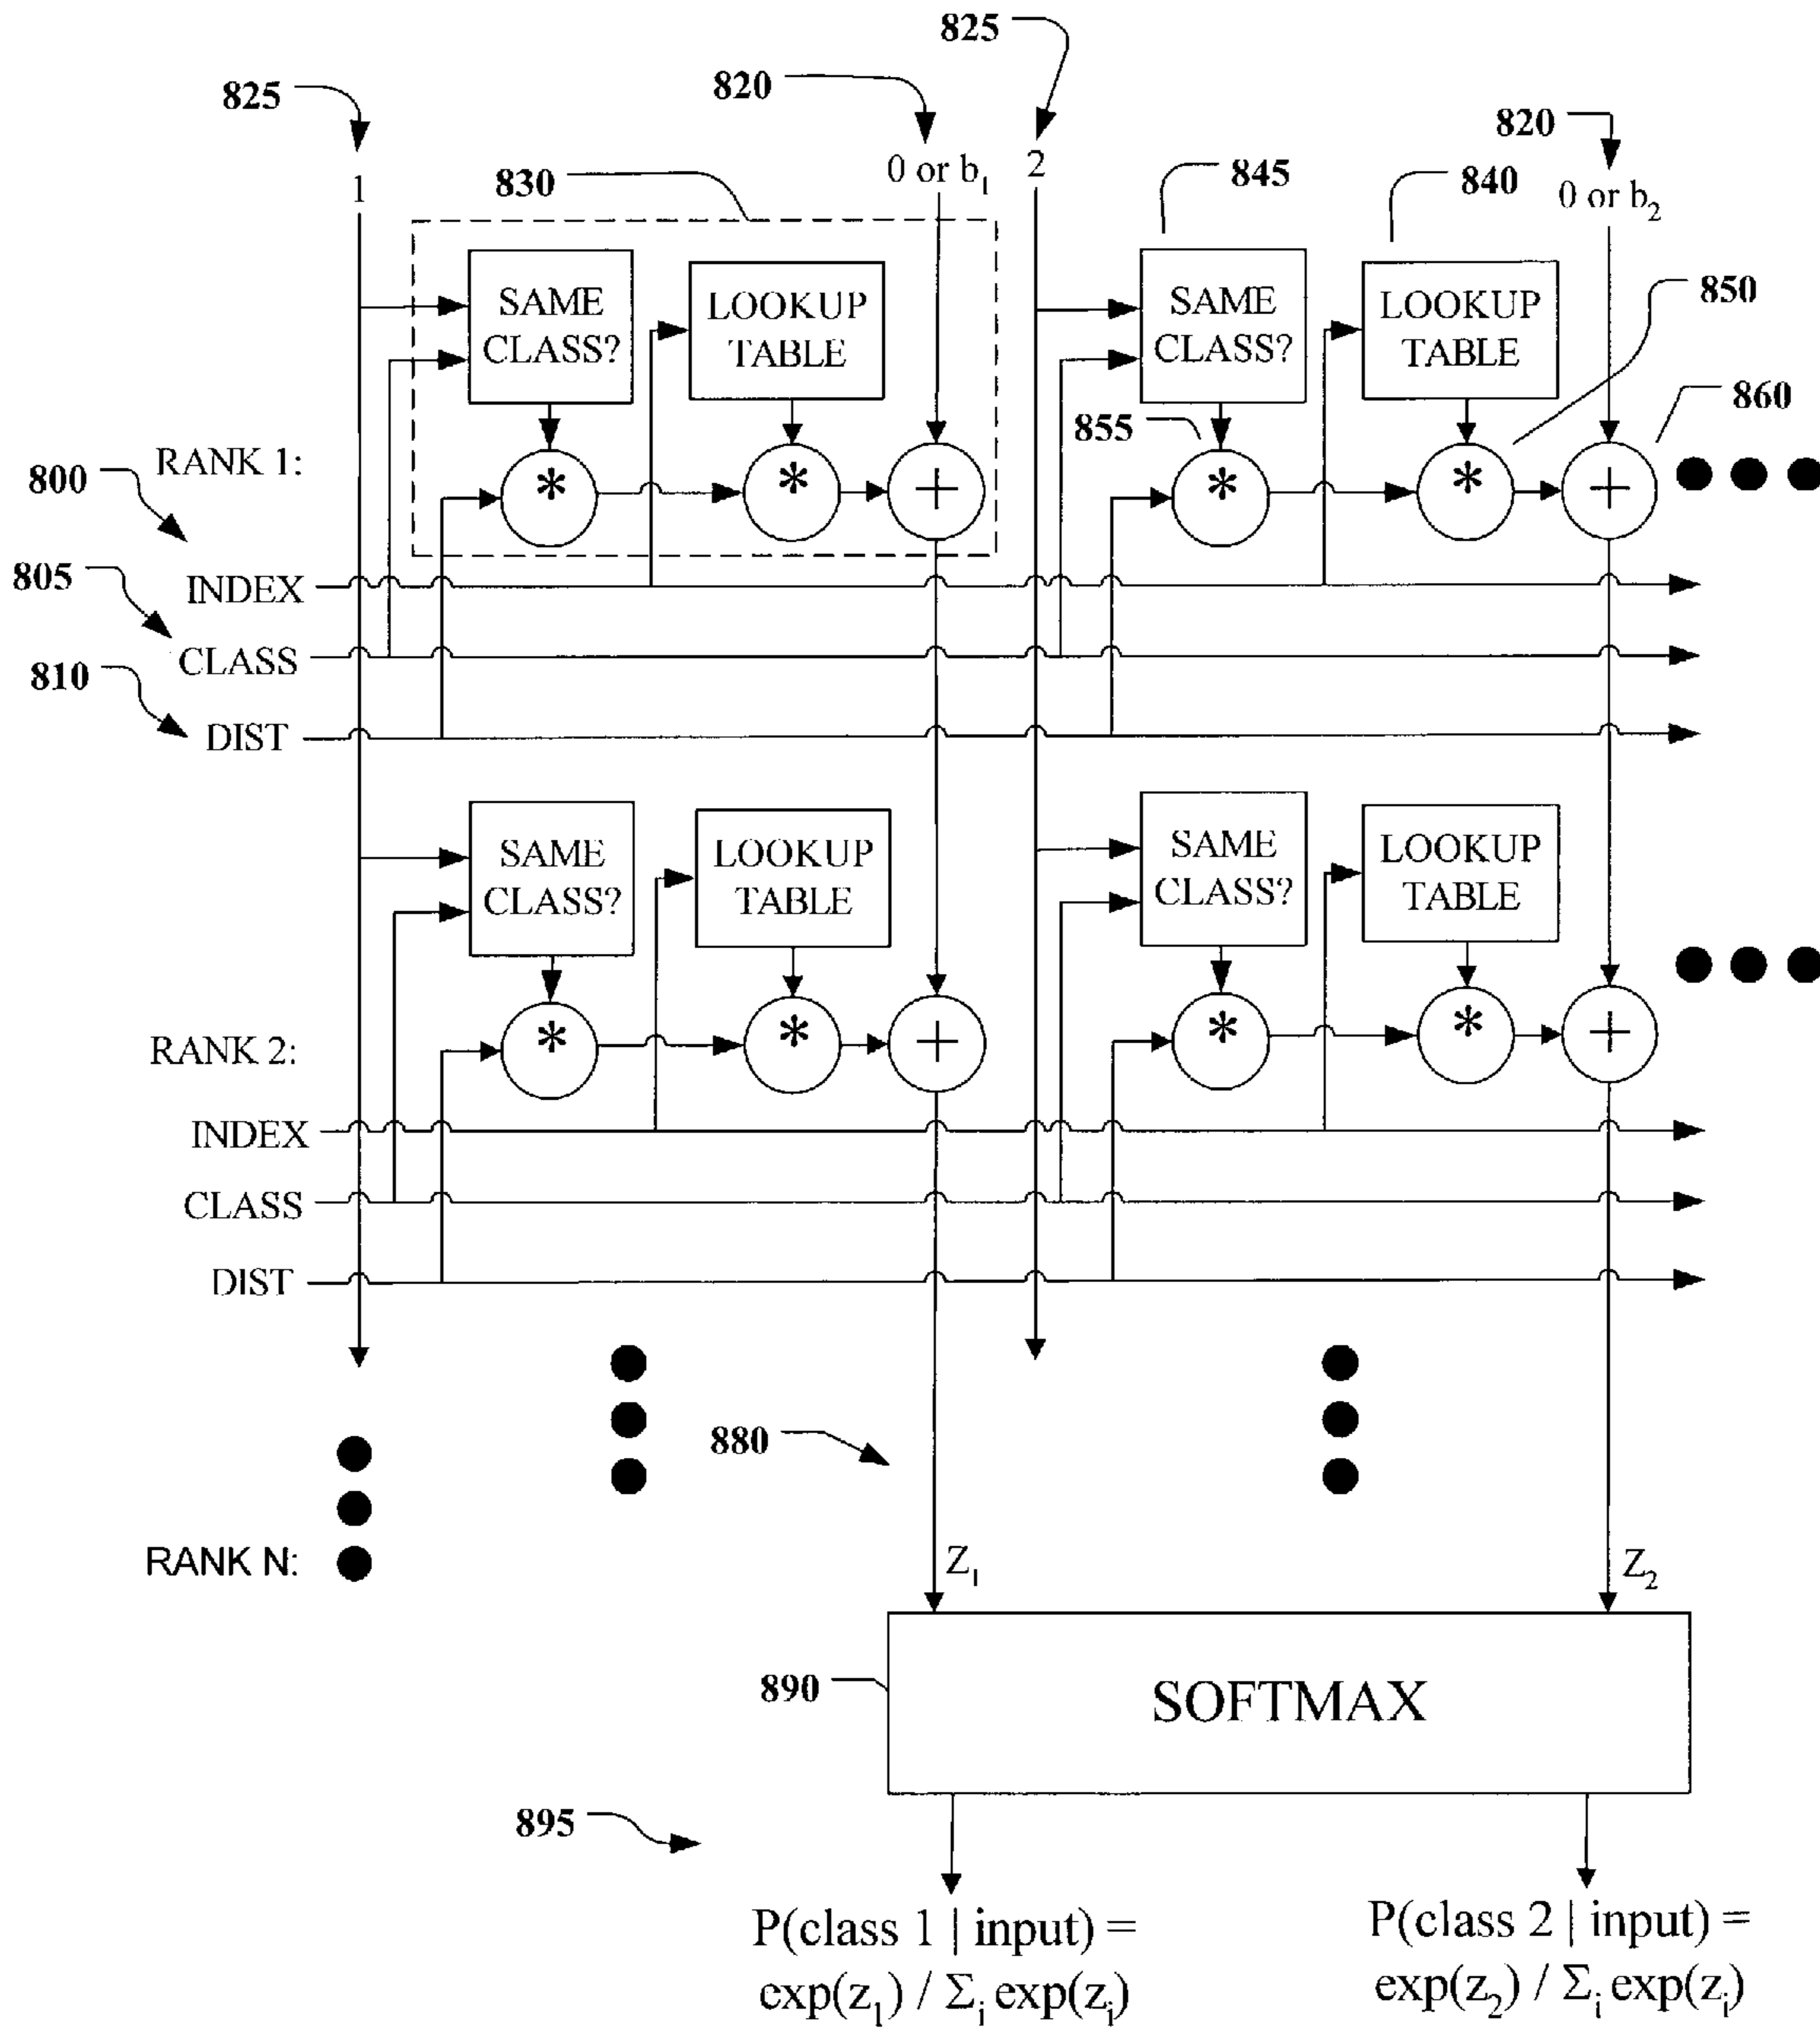 825
825
820
820
1
830
0 or b₁
2
845
840
0 or b₂
SAME
CLASS?
LOOKUP
TABLE
SAME
CLASS?
LOOKUP
TABLE
850
855
860
RANK 1:
*
*
+
*
*
+
800
INDEX
805
CLASS
810
DIST
SAME
CLASS?
LOOKUP
TABLE
SAME
CLASS?
LOOKUP
TABLE
RANK 2:
*
*
+
*
*
+
INDEX
CLASS
DIST
880
RANK N:
Z₁
Z₂
890
SOFTMAX
895
P(class 1 | input) =
exp(z₁) / Σᵢ exp(zᵢ)
P(class 2 | input) =
exp(z₂) / Σᵢ exp(zᵢ)